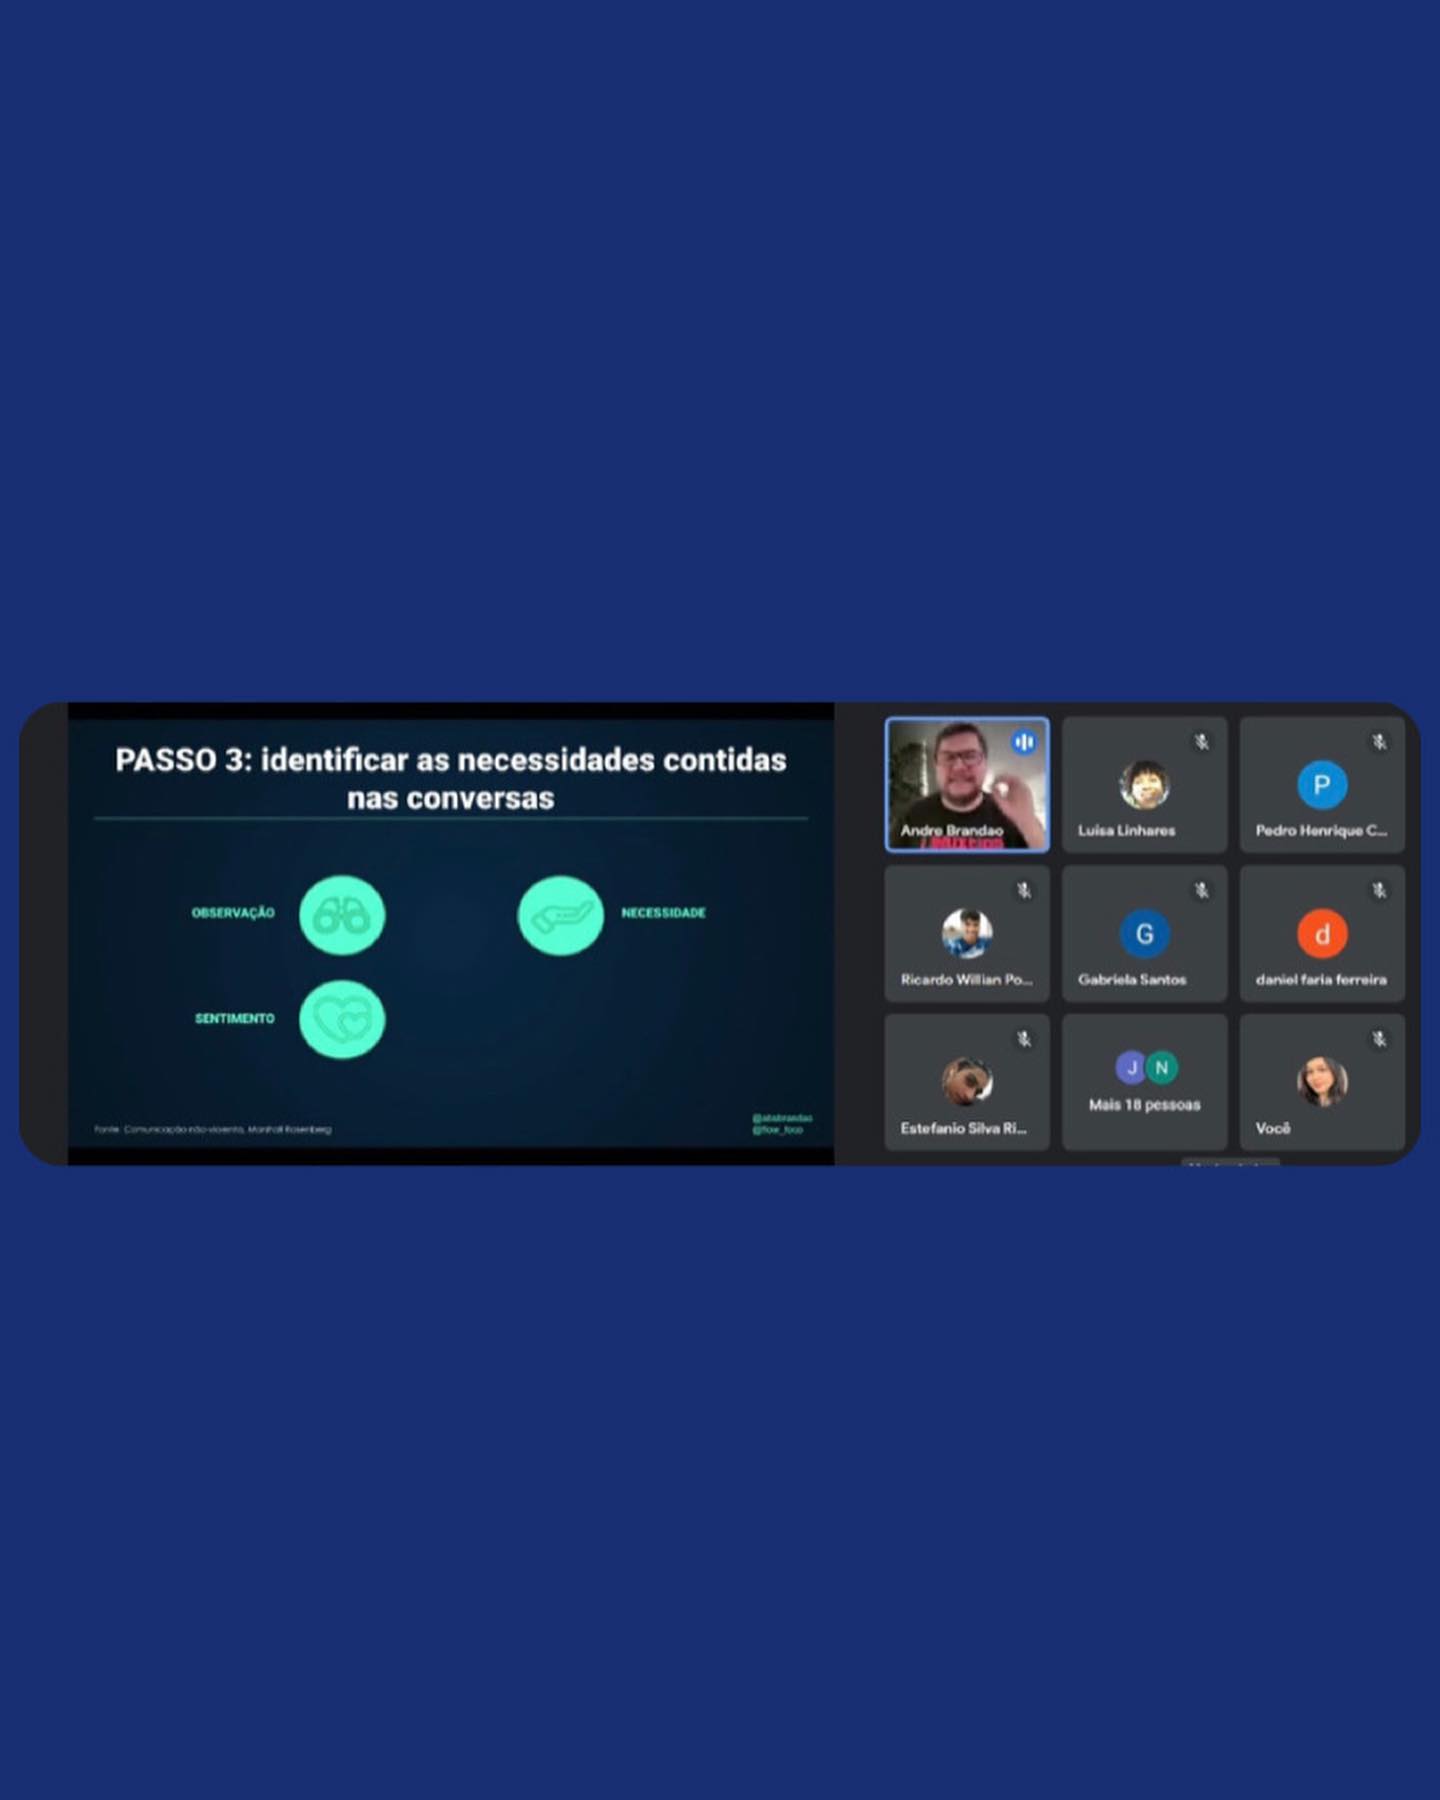 PASSO 3: identificar as necessidades contidas
nas conversas
OBSERVAÇÃO
NECESSIDADE
SENTIMENTO
Fonte: Comunicação não-violenta, Marshall Rosenberg
@flow_foco
Andre Brandao
Luisa Linhares
P
Pedro Henrique C...
Ricardo Willian Po...
G
Gabriela Santos
d
daniel faria ferreira
Estefanio Silva Ri...
J N
Mais 18 pessoas
Você